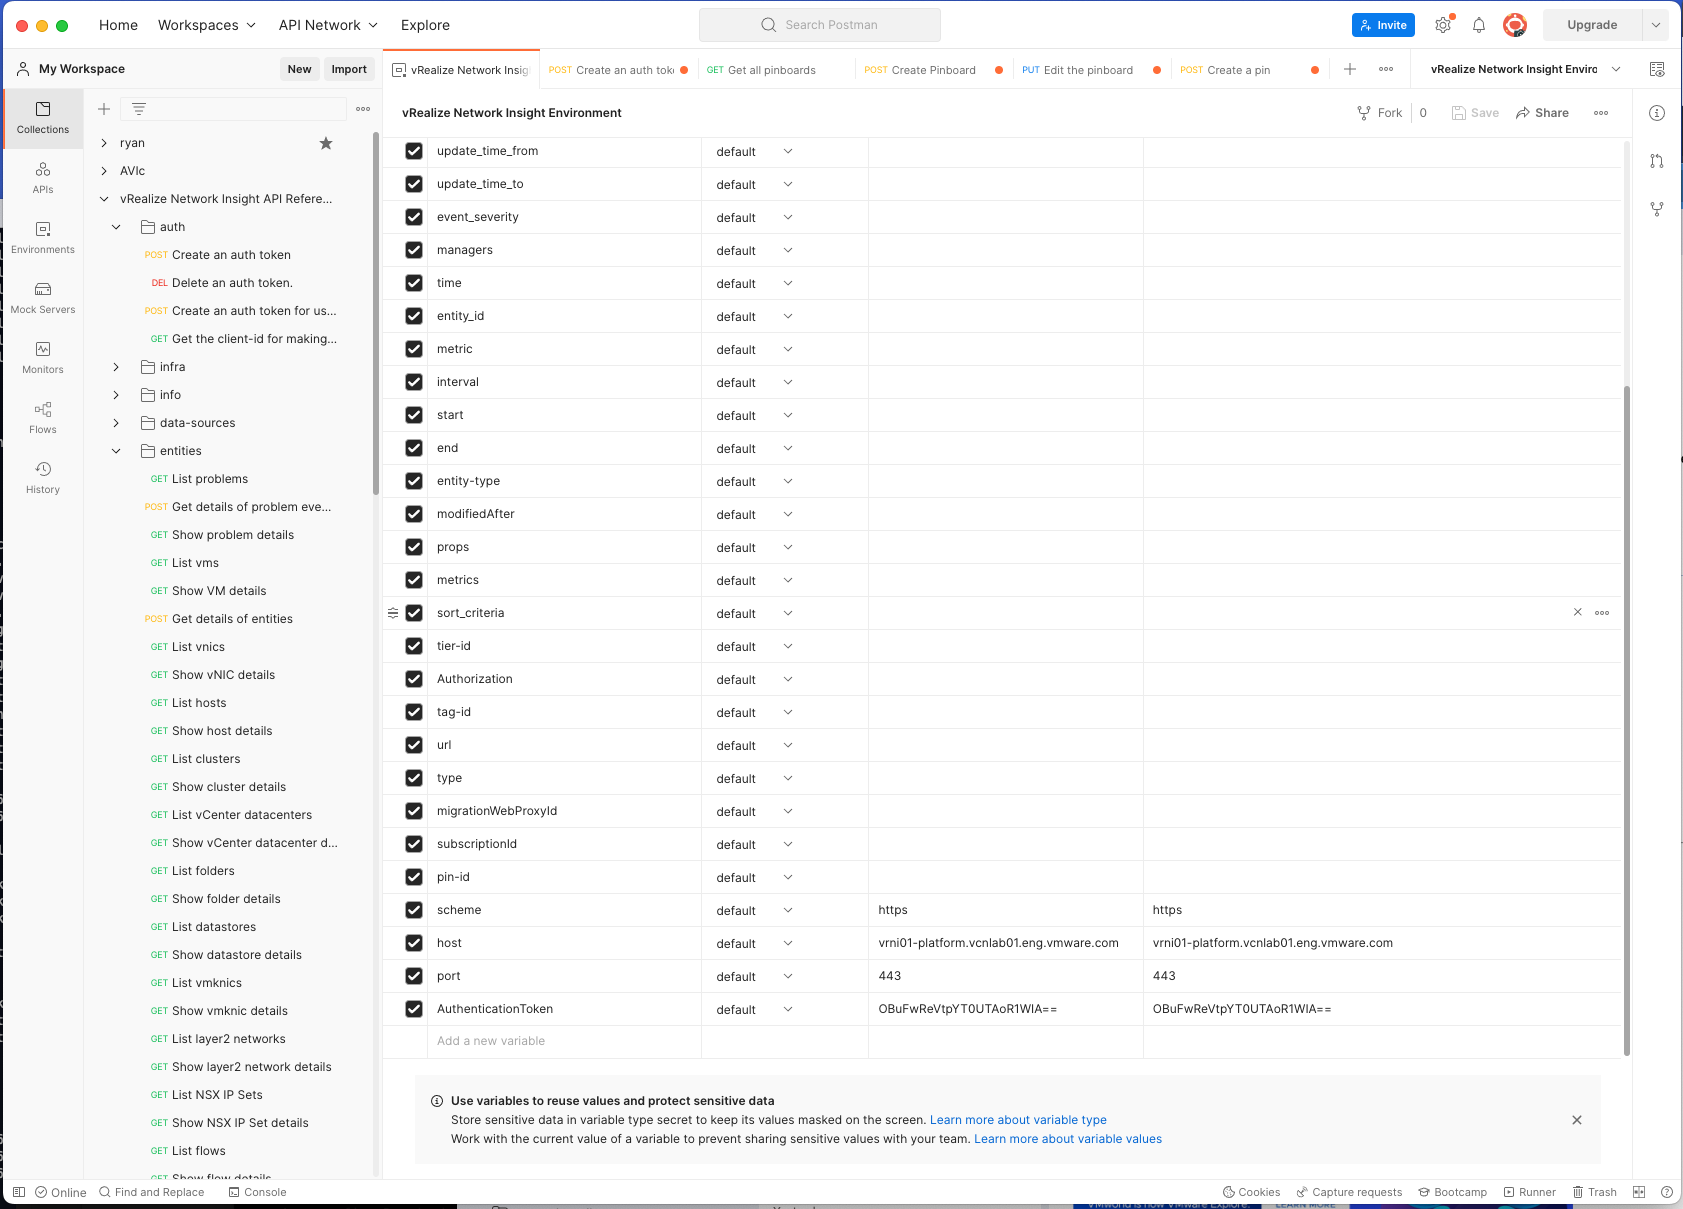 Home
Workspaces
API Network
Explore
Search Postman
Invite
Upgrade
My Workspace
New
Import
vRealize Network Insig
POST Create an auth tok
GET Get all pinboards
POST Create Pinboard
PUT Edit the pinboard
POST Create a pin
vRealize Network Insight Enviro
Collections
APIs
Environments
Mock Servers
Monitors
Flows
History
ryan
AVIc
vRealize Network Insight API Refere...
auth
POST Create an auth token
DEL Delete an auth token.
POST Create an auth token for us...
GET Get the client-id for making...
infra
info
data-sources
entities
GET List problems
POST Get details of problem eve...
GET Show problem details
GET List vms
GET Show VM details
POST Get details of entities
GET List vnics
GET Show vNIC details
GET List hosts
GET Show host details
GET List clusters
GET Show cluster details
GET List vCenter datacenters
GET Show vCenter datacenter d...
GET List folders
GET Show folder details
GET List datastores
GET Show datastore details
GET List vmknics
GET Show vmknic details
GET List layer2 networks
GET Show layer2 network details
GET List NSX IP Sets
GET Show NSX IP Set details
GET List flows
GET Show flow details
vRealize Network Insight Environment
Fork 0
Save
Share
update_time_from default
update_time_to default
event_severity default
managers default
time default
entity_id default
metric default
interval default
start default
end default
entity-type default
modifiedAfter default
props default
metrics default
sort_criteria default
tier-id default
Authorization default
tag-id default
url default
type default
migrationWebProxyId default
subscriptionId default
pin-id default
scheme default https https
host default vrni01-platform.vcnlab01.eng.vmware.com vrni01-platform.vcnlab01.eng.vmware.com
port default 443 443
AuthenticationToken default OBuFwReVtpYT0UTAoR1WIA== OBuFwReVtpYT0UTAoR1WIA==
Add a new variable
Use variables to reuse values and protect sensitive data
Store sensitive data in variable type secret to keep its values masked on the screen. Learn more about variable type
Work with the current value of a variable to prevent sharing sensitive values with your team. Learn more about variable values
Online
Find and Replace
Console
Cookies
Capture requests
Bootcamp
Runner
Trash